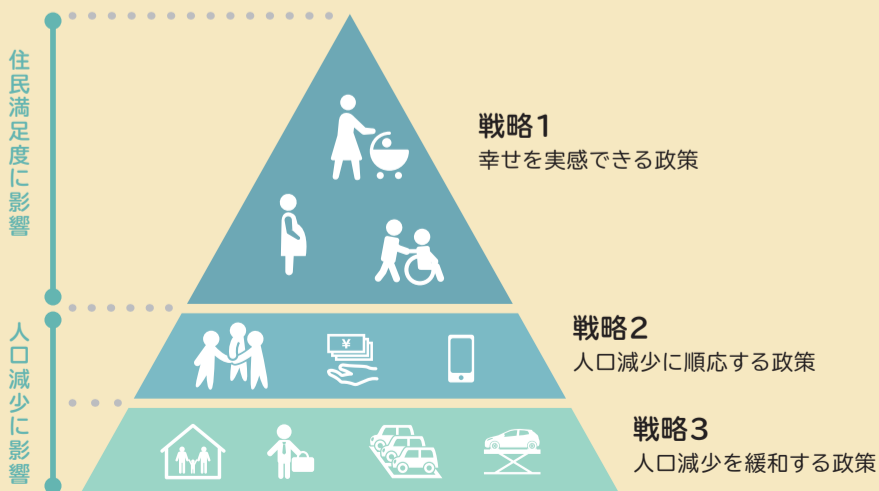 住民満足度に影響
戦略1
幸せを実感できる政策
人口減少に影響
戦略2
人口減少に順応する政策
¥
戦略3
人口減少を緩和する政策